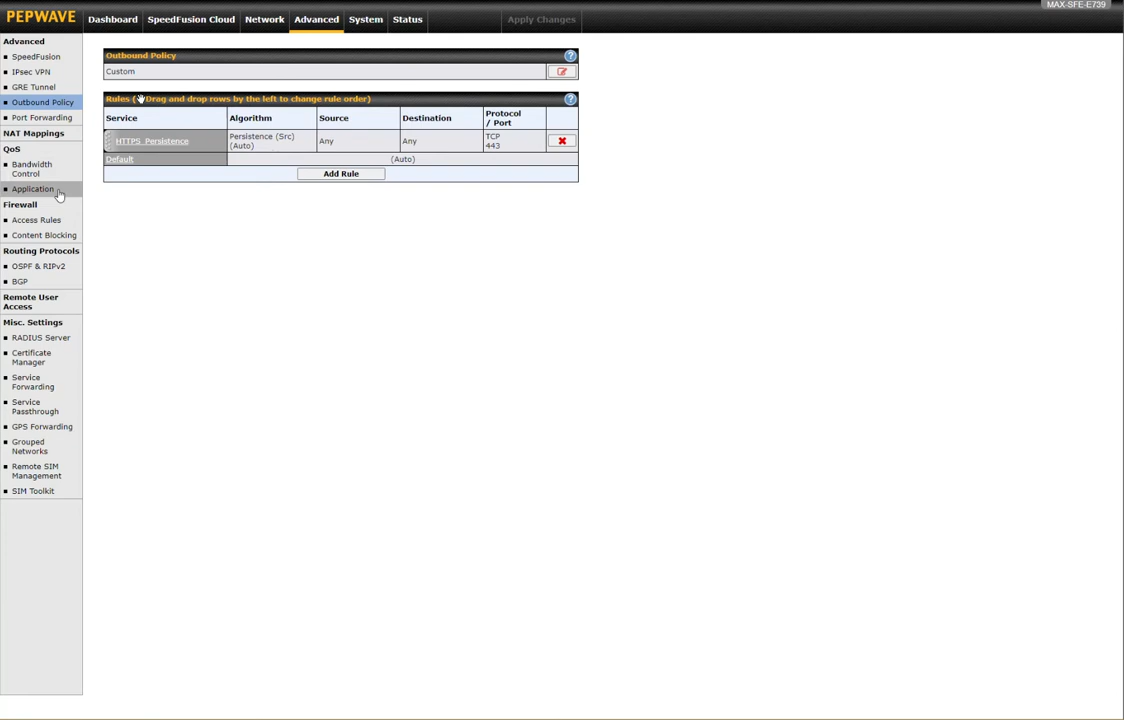 MAX-SFE-E739
PEPWAVE
Dashboard SpeedFusion Cloud Network Advanced System Status Apply Changes
Advanced
SpeedFusion
IPsec VPN
GRE Tunnel
Outbound Policy
Port Forwarding
NAT Mappings
QoS
Bandwidth
Control
Application
Firewall
Access Rules
Content Blocking
Routing Protocols
OSPF & RIPv2
BGP
Remote User
Access
Misc. Settings
RADIUS Server
Certificate
Manager
Service
Forwarding
Service
Passthrough
GPS Forwarding
Grouped
Networks
Remote SIM
Management
SIM Toolkit
Outbound Policy ?
Custom
Rules (Drag and drop rows by the left to change rule order) ?
Service Algorithm Source Destination Protocol
/ Port
HTTPS_Persistence Persistence (Src)
(Auto) Any Any TCP
443
Default (Auto)
Add Rule